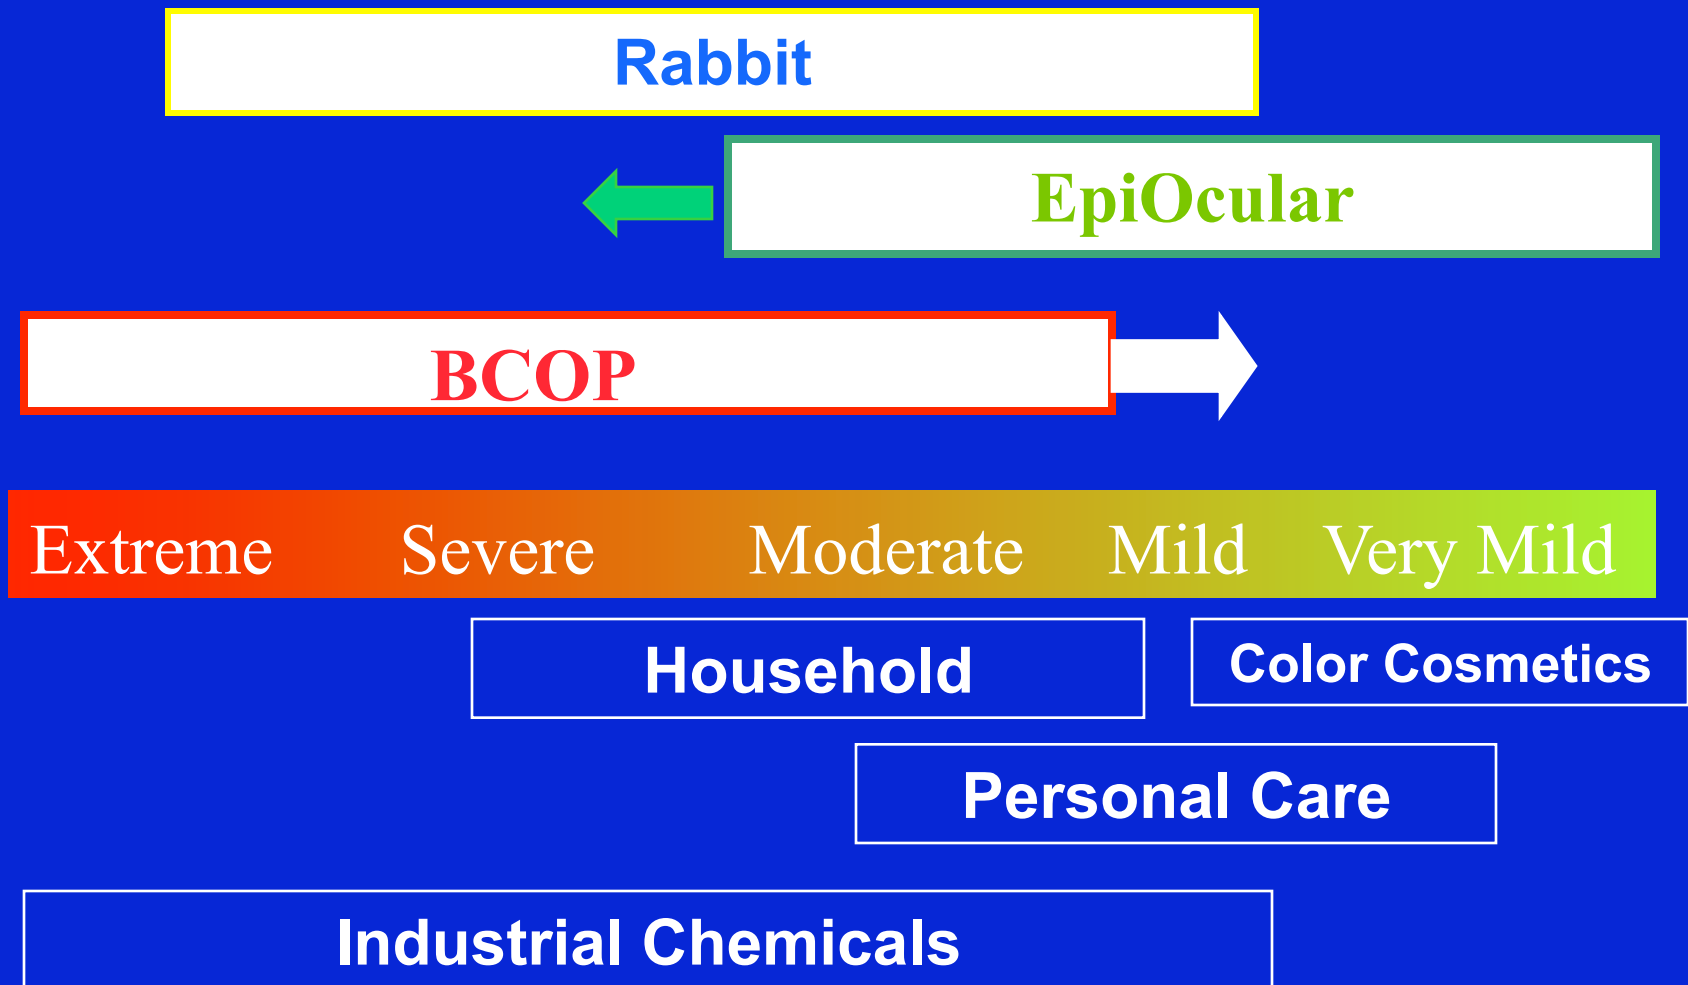 Rabbit
EpiOcular
BCOP
Extreme Severe Moderate Mild Very Mild
Household
Color Cosmetics
Personal Care
Industrial Chemicals